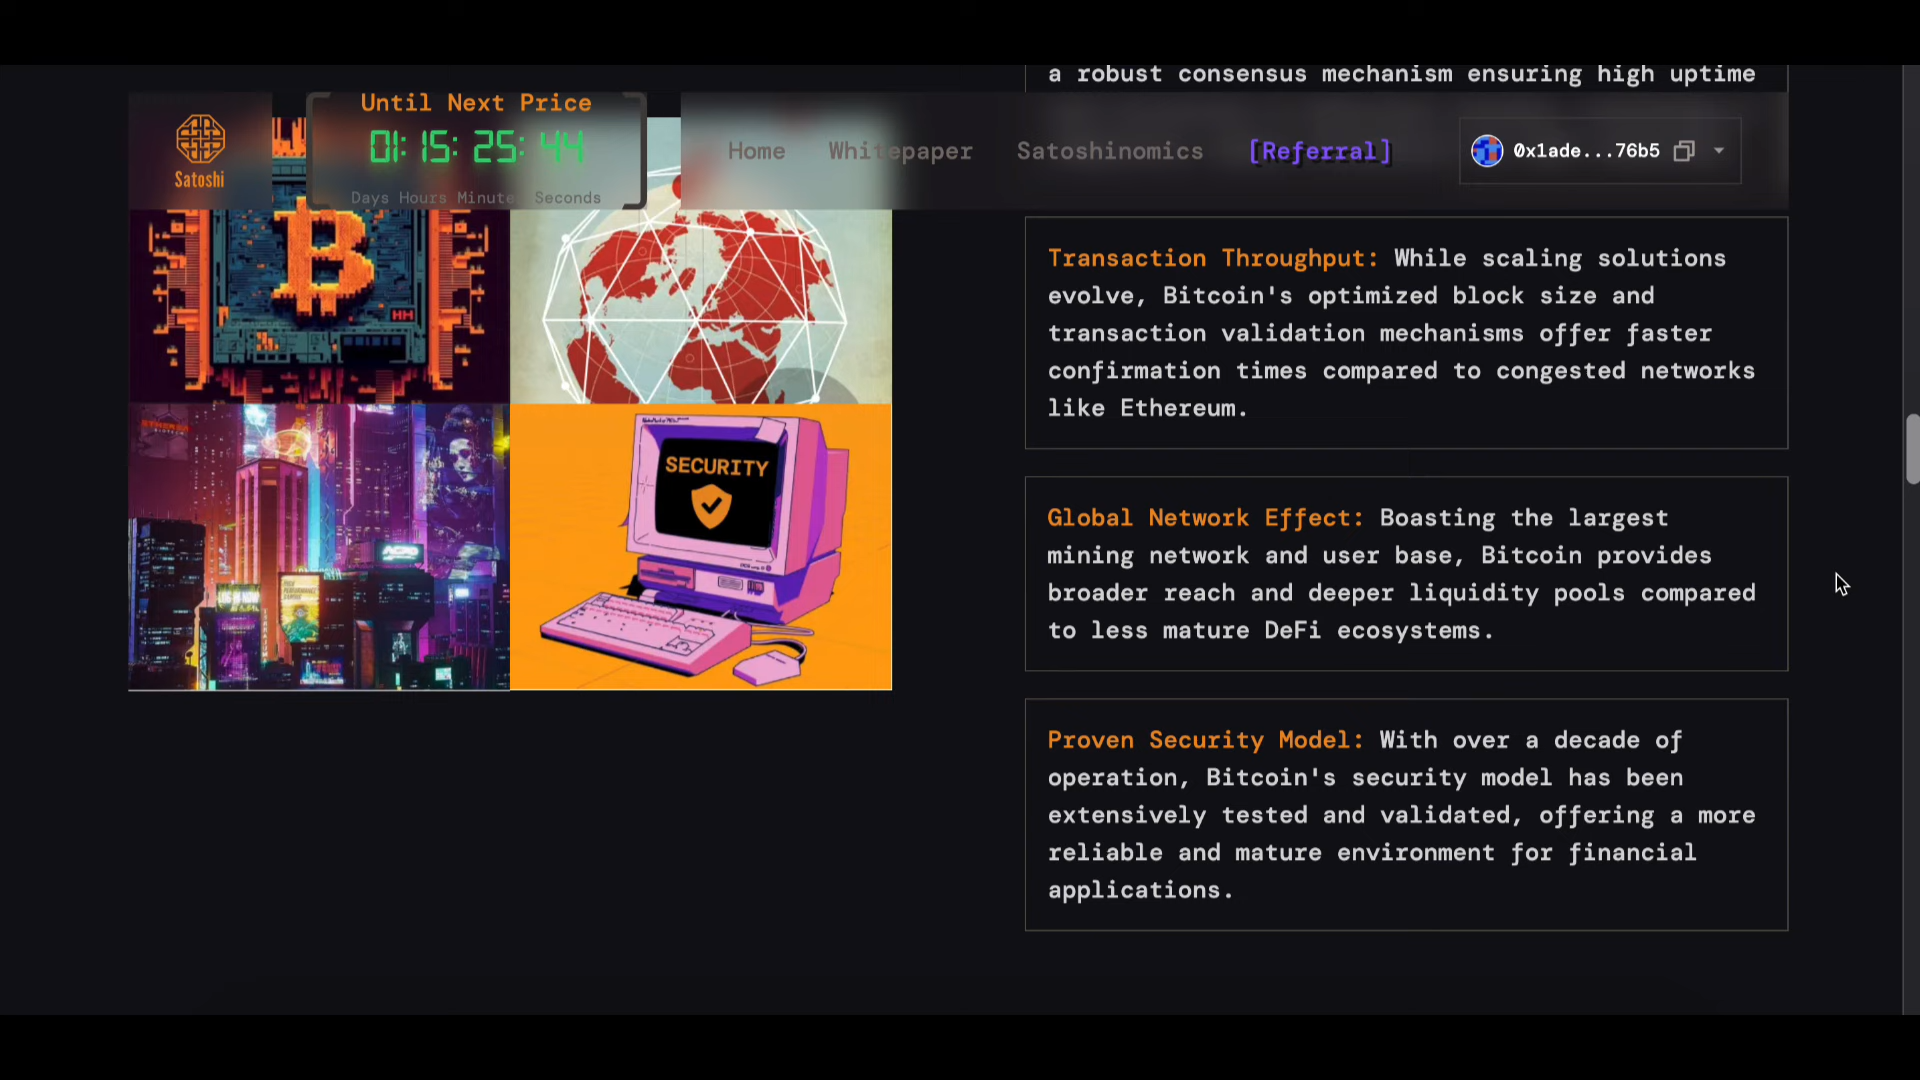 a robust consensus mechanism ensuring high uptime
Until Next Price
01: 15: 25: 44
Days Hours Minute Seconds
Satoshi
Home Whitepaper Satoshinomics [Referral]
0x1ade...76b5
HH
SECURITY
Transaction Throughput: While scaling solutions
evolve, Bitcoin's optimized block size and
transaction validation mechanisms offer faster
confirmation times compared to congested networks
like Ethereum.
Global Network Effect: Boasting the largest
mining network and user base, Bitcoin provides
broader reach and deeper liquidity pools compared
to less mature DeFi ecosystems.
Proven Security Model: With over a decade of
operation, Bitcoin's security model has been
extensively tested and validated, offering a more
reliable and mature environment for financial
applications.